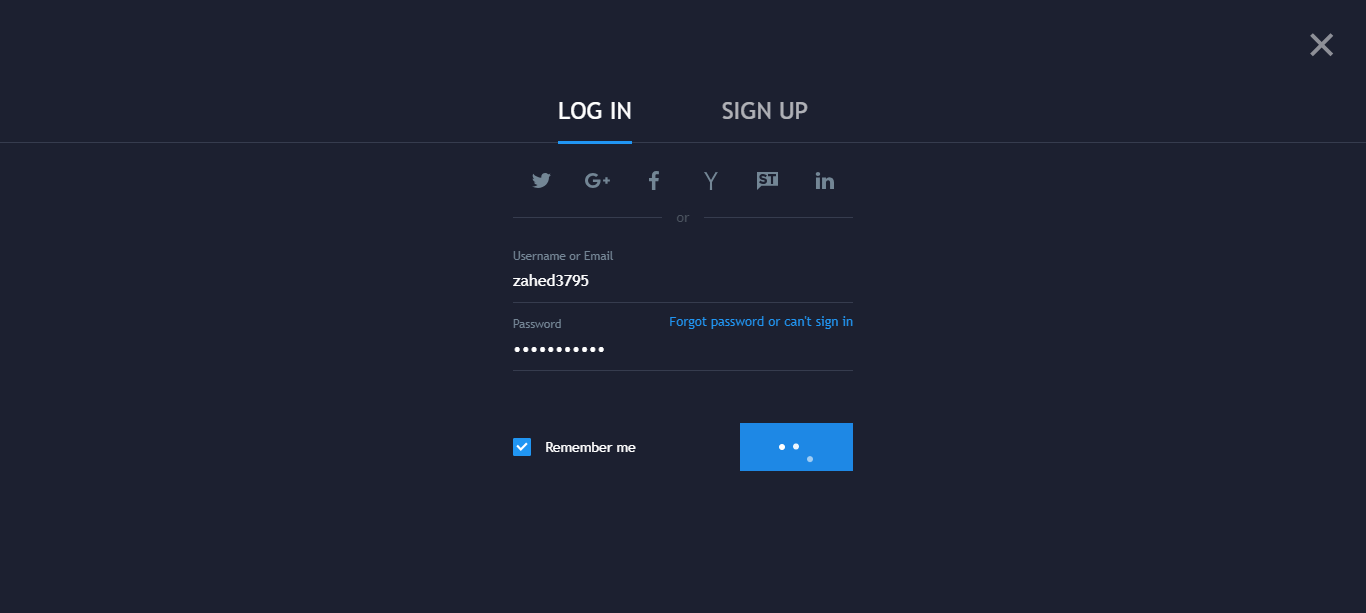 LOG IN
SIGN UP
G+
f
Y
ST
in
or
Username or Email
zahed3795
Password
Forgot password or can't sign in
•••••••••••
Remember me